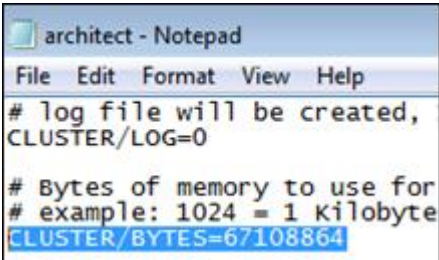 architect - Notepad
File Edit Format View Help
# log file will be created,
CLUSTER/LOG=0
# Bytes of memory to use for
# example: 1024 = 1 Kilobyte
CLUSTER/BYTES=67108864